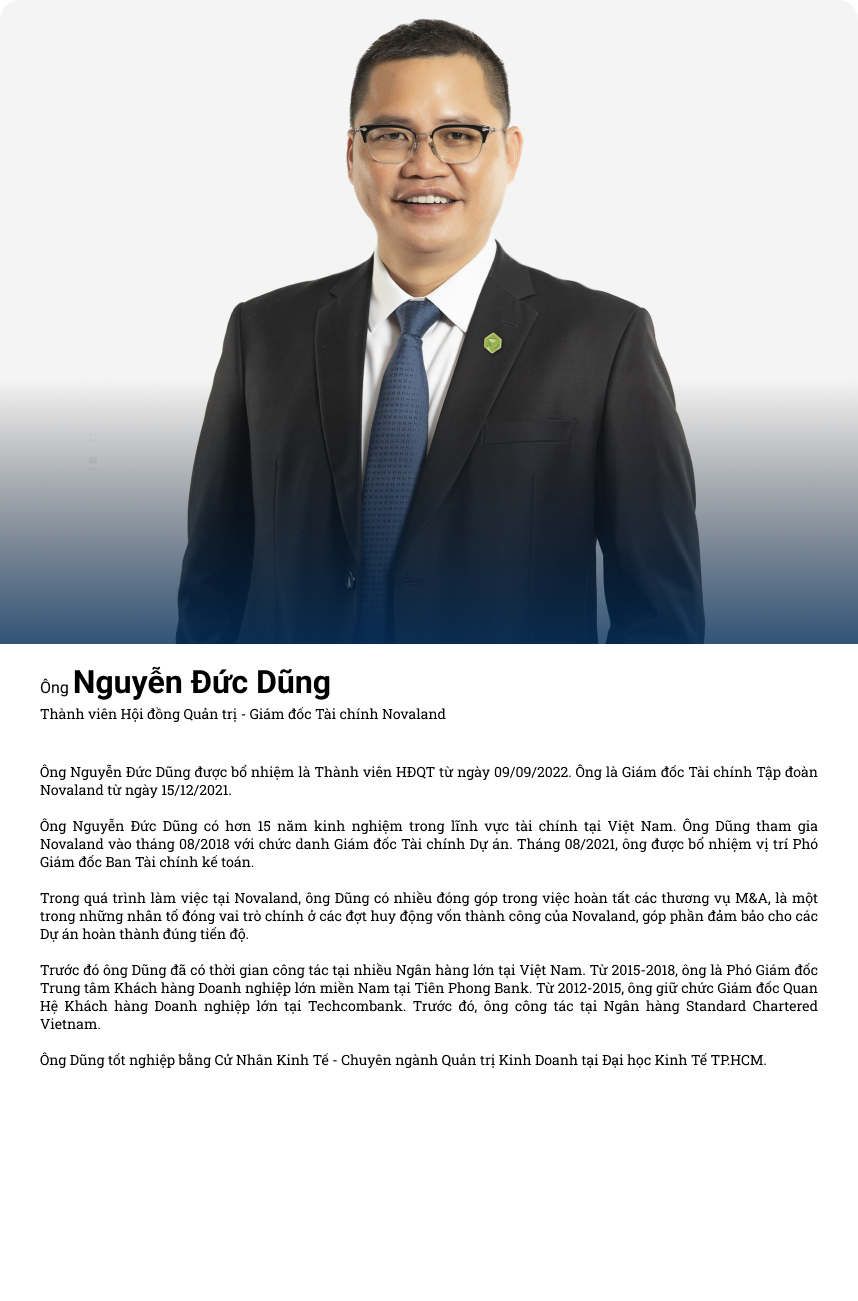 Ông Nguyễn Đức Dũng
Thành viên Hội đồng Quản trị - Giám đốc Tài chính Novaland
Ông Nguyễn Đức Dũng được bổ nhiệm là Thành viên HĐQT từ ngày 09/09/2022. Ông là Giám đốc Tài chính Tập đoàn
Novaland từ ngày 15/12/2021.
Ông Nguyễn Đức Dũng có hơn 15 năm kinh nghiệm trong lĩnh vực tài chính tại Việt Nam. Ông Dũng tham gia
Novaland vào tháng 08/2018 với chức danh Giám đốc Tài chính Dự án. Tháng 08/2021, ông được bổ nhiệm vị trí Phó
Giám đốc Ban Tài chính kế toán.
Trong quá trình làm việc tại Novaland, ông Dũng có nhiều đóng góp trong việc hoàn tất các thương vụ M&A, là một
trong những nhân tố đóng vai trò chính ở các đợt huy động vốn thành công của Novaland, góp phần đảm bảo cho các
Dự án hoàn thành đúng tiến độ.
Trước đó ông Dũng đã có thời gian công tác tại nhiều Ngân hàng lớn tại Việt Nam. Từ 2015-2018, ông là Phó Giám đốc
Trung tâm Khách hàng Doanh nghiệp lớn miền Nam tại Tiên Phong Bank. Từ 2012-2015, ông giữ chức Giám đốc Quan
Hệ Khách hàng Doanh nghiệp lớn tại Techcombank. Trước đó, ông công tác tại Ngân hàng Standard Chartered
Vietnam.
Ông Dũng tốt nghiệp bằng Cử Nhân Kinh Tế - Chuyên ngành Quản trị Kinh Doanh tại Đại học Kinh Tế TP.HCM.